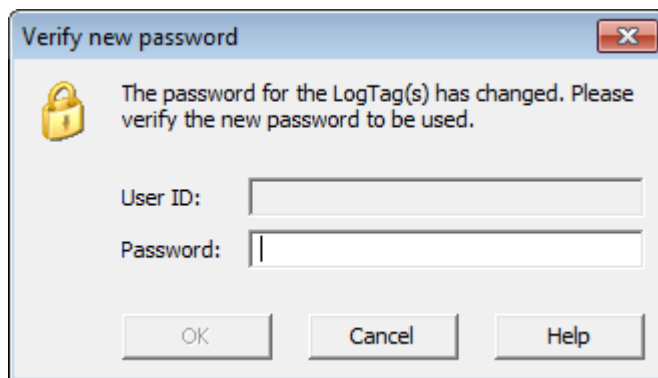 Verify new password
The password for the LogTag(s) has changed. Please
verify the new password to be used.
User ID:
Password:
OK Cancel Help